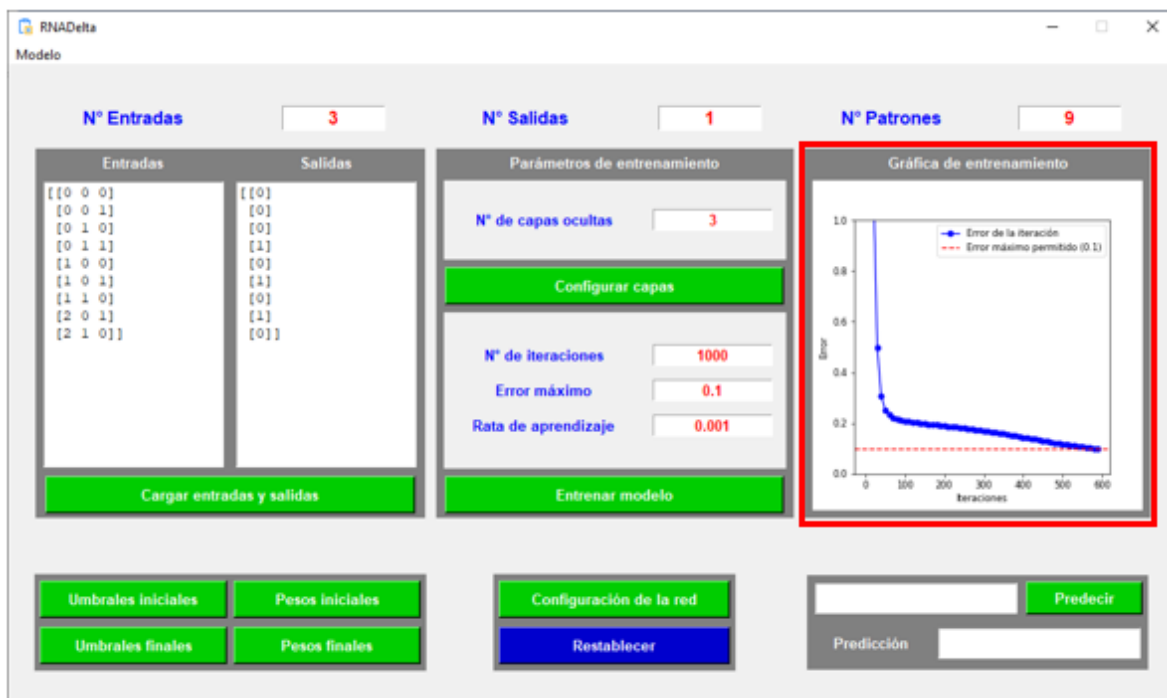 RNADelta
Modelo
N° Entradas 3
N° Salidas 1
N° Patrones 9
Entradas
Salidas
[[0 0 0]
[0 0 1]
[0 1 0]
[0 1 1]
[1 0 0]
[1 0 1]
[1 1 0]
[2 0 1]
[2 1 0]]
[[0]
[0]
[0]
[1]
[0]
[1]
[0]
[1]
[0]]
Cargar entradas y salidas
Parámetros de entrenamiento
N° de capas ocultas 3
Configurar capas
N° de iteraciones 1000
Error máximo 0.1
Rata de aprendizaje 0.001
Entrenar modelo
Gráfica de entrenamiento
Error de la iteración
Error máximo permitido (0.1)
1.0
0.8
0.6
0.4
0.2
0.0
Error
0 100 200 300 400 500 600
Iteraciones
Umbrales iniciales
Pesos iniciales
Umbrales finales
Pesos finales
Configuración de la red
Restablecer
Predecir
Predicción